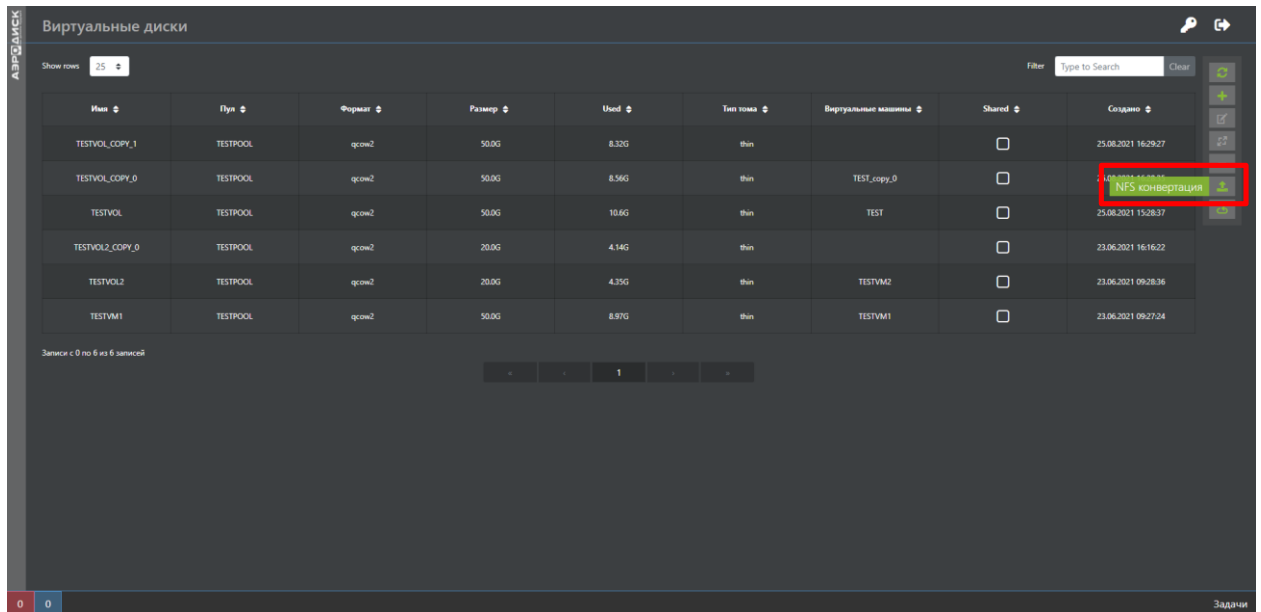 АЭРОДИСК
Виртуальные диски
Show rows 25 Filter Type to Search Clear
Имя Пул Формат Размер Used Тип тома Виртуальные машины Shared Создано
TESTVOL_COPY_1 TESTPOOL qcow2 50.0G 8.32G thin 25.08.2021 16:29:27
TESTVOL_COPY_0 TESTPOOL qcow2 50.0G 8.56G thin TEST_copy_0
NFS конвертация
TESTVOL TESTPOOL qcow2 50.0G 10.6G thin TEST 25.08.2021 15:28:37
TESTVOL2_COPY_0 TESTPOOL qcow2 20.0G 4.14G thin 23.06.2021 16:16:22
TESTVOL2 TESTPOOL qcow2 20.0G 4.35G thin TESTVM2 23.06.2021 09:28:36
TESTVM1 TESTPOOL qcow2 50.0G 8.97G thin TESTVM1 23.06.2021 09:27:24
Записи с 0 по 6 из 6 записей
« ‹ 1 › »
0 0 Задачи